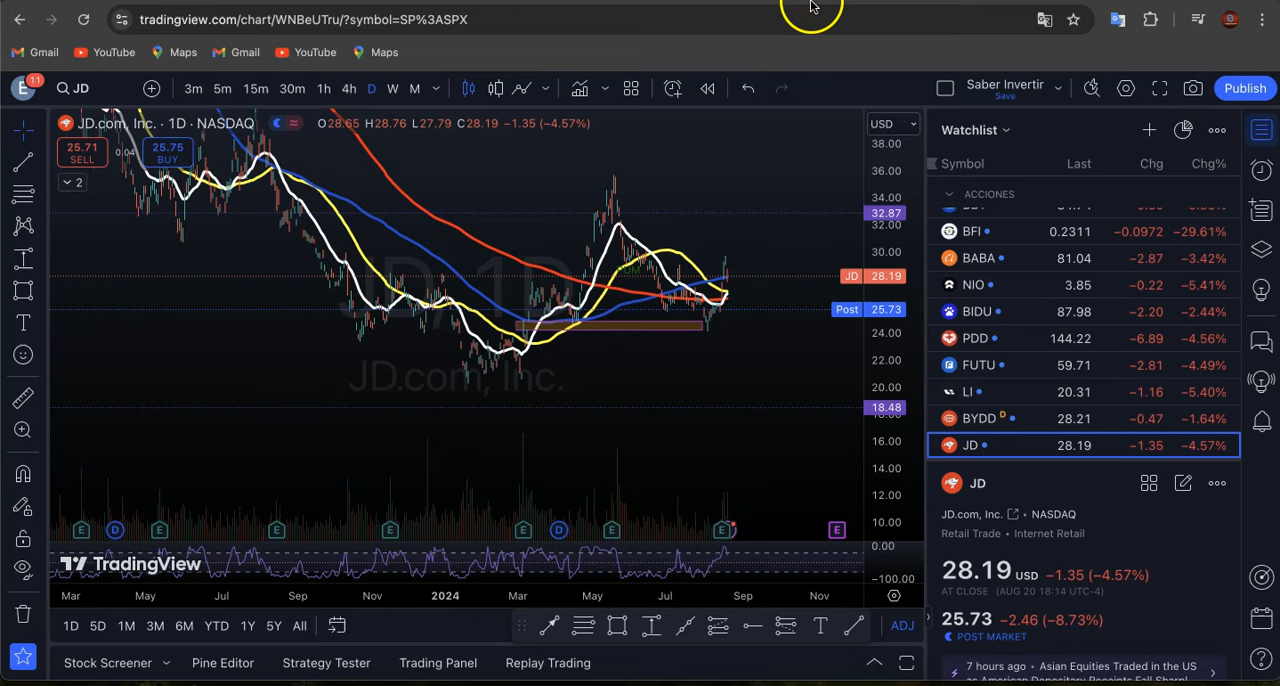 tradingview.com/chart/WNBeUTru/?symbol=SP%3ASPX
Gmail YouTube Maps Gmail YouTube Maps
E 11 JD 3m 5m 15m 30m 1h 4h D W M Saber Invertir Save Publish
JD.com, Inc. · 1D · NASDAQ O28.65 H28.76 L27.79 C28.19 −1.35 (−4.57%) USD
25.71 SELL 0.04 25.75 BUY
2
38.00
36.00
34.00
32.87
32.00
30.00
JD 28.19
Post 25.73
24.00
22.00
20.00
18.48
16.00
14.00
12.00
10.00
0.00
−100.00
JD, 1D
JD.com, Inc.
E D E E E E D E E E
TradingView
Mar May Jul Sep Nov 2024 Mar May Jul Sep Nov
1D 5D 1M 3M 6M YTD 1Y 5Y All T ADJ
Stock Screener Pine Editor Strategy Tester Trading Panel Replay Trading
Watchlist
Symbol Last Chg Chg%
ACCIONES
BFI 0.2311 −0.0972 −29.61%
BABA 81.04 −2.87 −3.42%
NIO 3.85 −0.22 −5.41%
BIDU 87.98 −2.20 −2.44%
PDD 144.22 −6.89 −4.56%
FUTU 59.71 −2.81 −4.49%
LI 20.31 −1.16 −5.40%
BYDD D 28.21 −0.47 −1.64%
JD 28.19 −1.35 −4.57%
JD
JD.com, Inc. • NASDAQ
Retail Trade • Internet Retail
28.19 USD −1.35 (−4.57%)
AT CLOSE (AUG 20 18:14 UTC-4)
25.73 −2.46 (−8.73%)
POST MARKET
7 hours ago • Asian Equities Traded in the US
as American Depositary Receipts Fall Sharpl